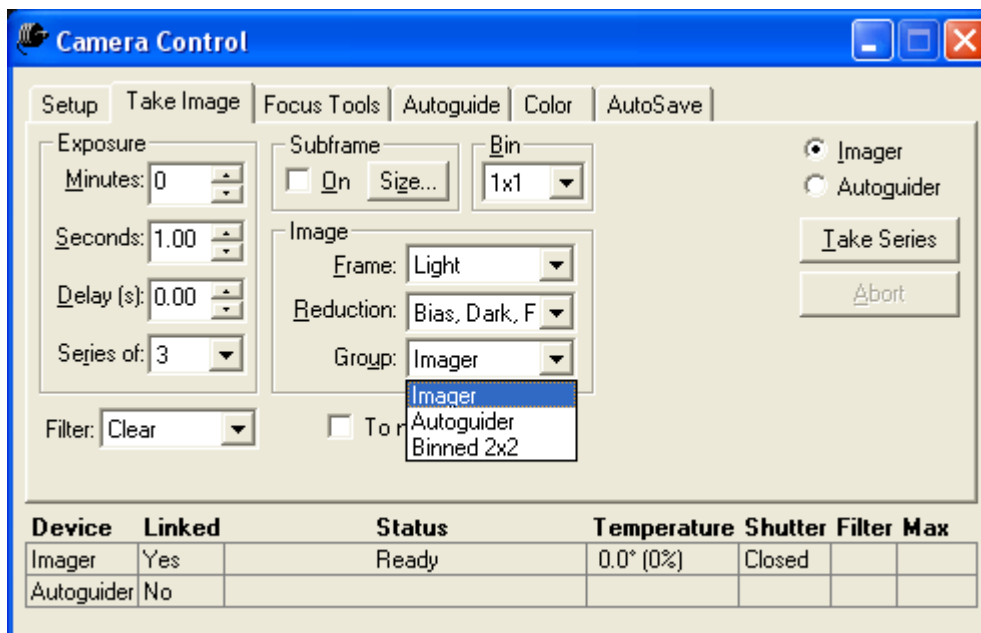 Camera Control
Setup Take Image Focus Tools Autoguide Color AutoSave
Exposure
Minutes: 0
Seconds: 1.00
Delay (s): 0.00
Series of: 3
Filter: Clear
Subframe
On Size...
Bin
1x1
Image
Frame: Light
Reduction: Bias, Dark, F
Group: Imager
Imager
Autoguider
Binned 2x2
To
Imager
Autoguider
Take Series
Abort
Device Linked Status Temperature Shutter Filter Max
Imager Yes Ready 0.0° (0%) Closed
Autoguider No